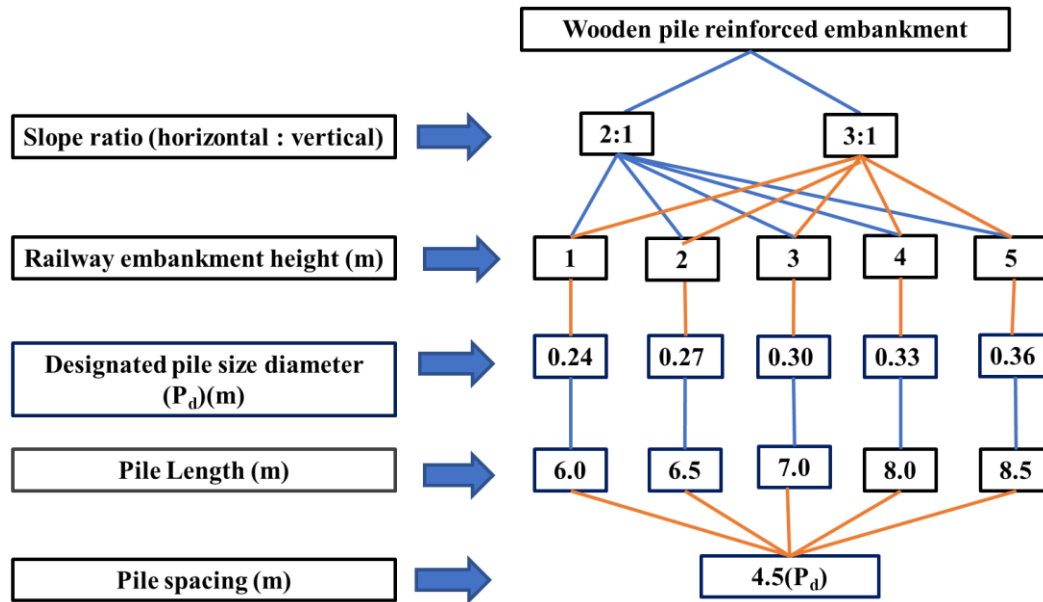 Wooden pile reinforced embankment
Slope ratio (horizontal : vertical)
2:1
3:1
Railway embankment height (m)
1
2
3
4
5
Designated pile size diameter
(Pd)(m)
0.24
0.27
0.30
0.33
0.36
Pile Length (m)
6.0
6.5
7.0
8.0
8.5
Pile spacing (m)
4.5(Pd)